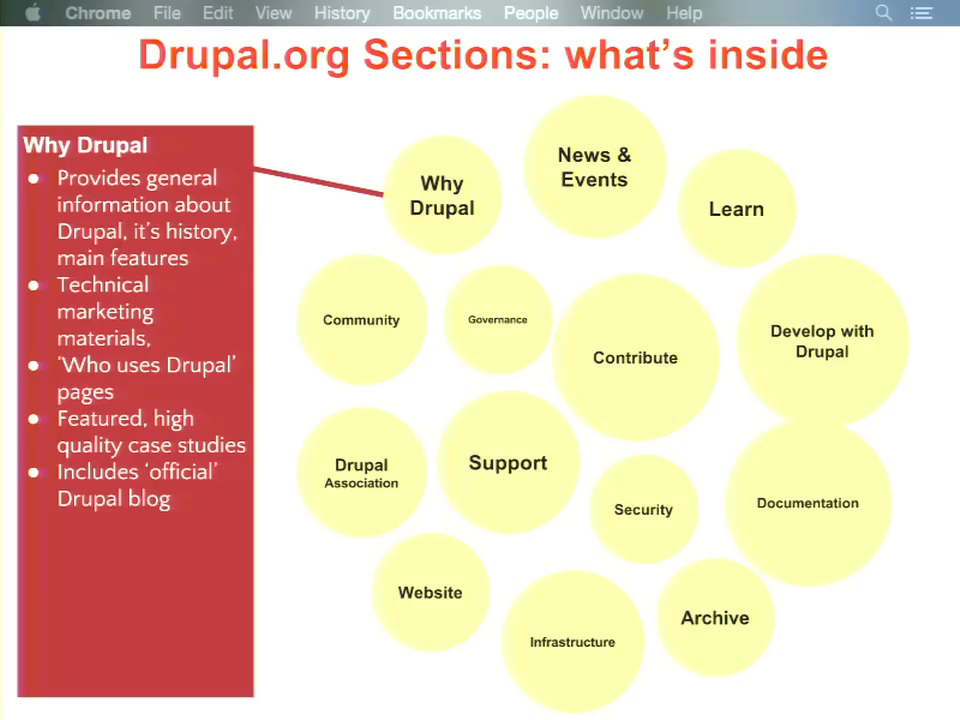 Chrome File Edit View History Bookmarks People Window Help
Drupal.org Sections: what's inside
Why Drupal
● Provides general
information about
Drupal, it's history,
main features
● Technical
marketing
materials,
● 'Who uses Drupal'
pages
● Featured, high
quality case studies
● Includes 'official'
Drupal blog
Why
Drupal
News &
Events
Learn
Community
Governance
Contribute
Develop with
Drupal
Drupal
Association
Support
Security
Documentation
Website
Infrastructure
Archive